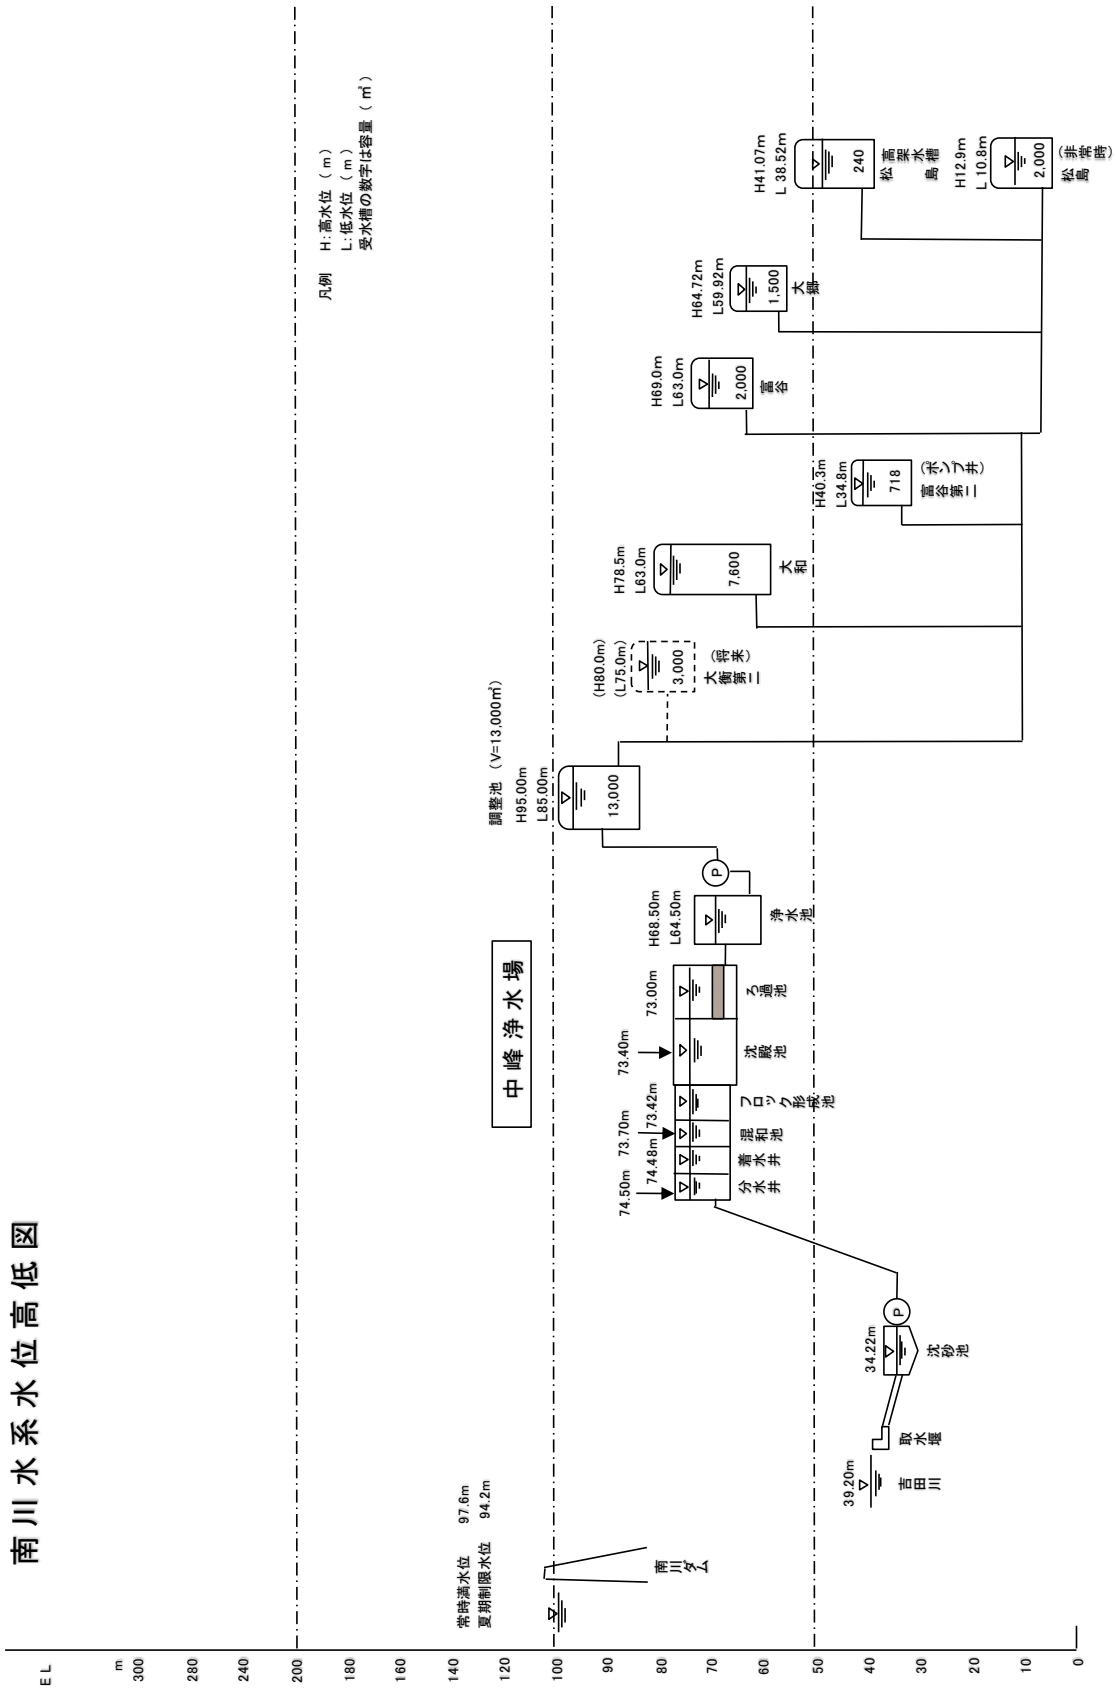 南川水系水位高低図
凡例
H：高水位（ｍ）
L：低水位（ｍ）
受水槽の数字は容量（㎥）
EL
m
300
280
240
200
180
160
140
120
100
90
80
70
60
50
40
30
20
10
0
常時満水位 97.6m
夏期制限水位 94.2m
南川ダム
39.20m
吉田川
取水堰
34.22m
沈砂池
P
中峰浄水場
74.50m
74.48m
73.70m
73.42m
73.40m
73.00m
分水井
着水井
混和池
フロック形成池
沈殿池
ろ過池
H68.50m
L64.50m
浄水池
P
調整池（V=13,000㎥）
H95.00m
L85.00m
13,000
(H80.0m)
(L75.0m)
3,000
（将来）
大衡第二
H78.5m
L63.0m
7,600
大和
H40.3m
L34.8m
718
（ポンプ井）
富谷第二
H69.0m
L63.0m
2,000
富谷
H64.72m
L59.92m
1,500
大郷
H41.07m
L 38.52m
240
高架水槽
松島
H12.9m
L 10.8m
2,000
（非常時）
松島